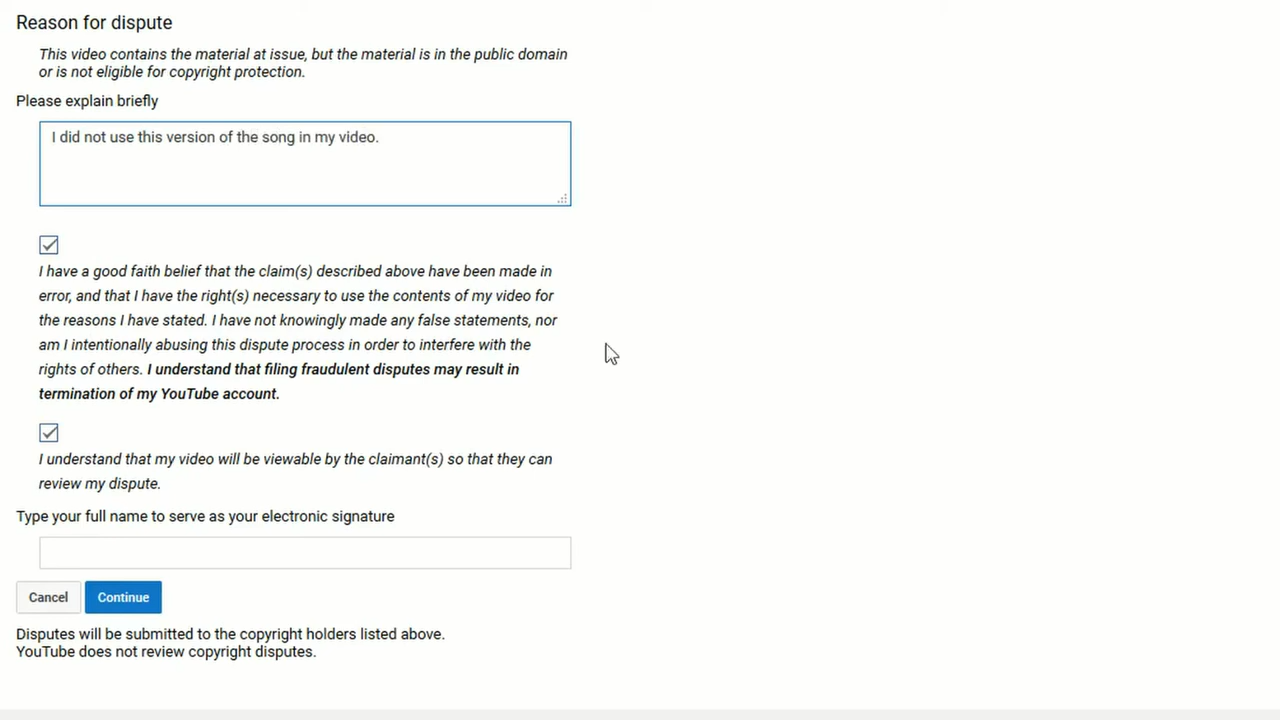 Reason for dispute
This video contains the material at issue, but the material is in the public domain
or is not eligible for copyright protection.
Please explain briefly
I did not use this version of the song in my video.
I have a good faith belief that the claim(s) described above have been made in
error, and that I have the right(s) necessary to use the contents of my video for
the reasons I have stated. I have not knowingly made any false statements, nor
am I intentionally abusing this dispute process in order to interfere with the
rights of others. I understand that filing fraudulent disputes may result in
termination of my YouTube account.
I understand that my video will be viewable by the claimant(s) so that they can
review my dispute.
Type your full name to serve as your electronic signature
Cancel Continue
Disputes will be submitted to the copyright holders listed above.
YouTube does not review copyright disputes.